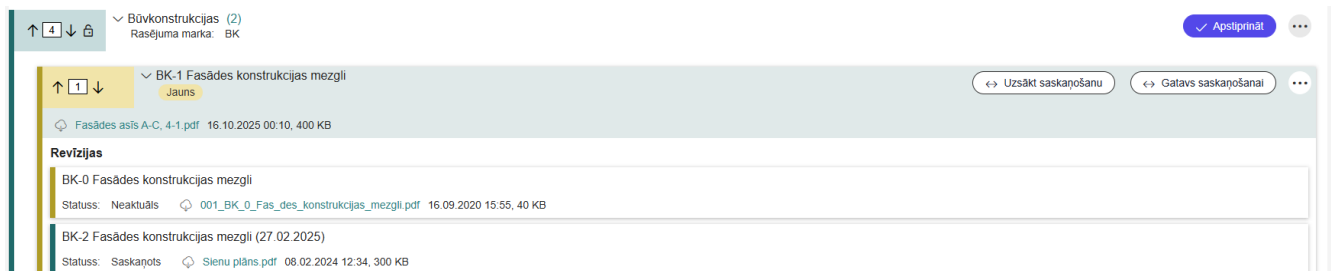 4
Būvkonstrukcijas (2)
Rasējuma marka: BK
Apstiprināt
1
BK-1 Fasādes konstrukcijas mezgli
Jauns
Uzsākt saskaņošanu
Gatavs saskaņošanai
Fasādes asīs A-C, 4-1.pdf 16.10.2025 00:10, 400 KB
Revīzijas
BK-0 Fasādes konstrukcijas mezgli
Statuss: Neaktuāls 001_BK_0_Fas_des_konstrukcijas_mezgli.pdf 16.09.2020 15:55, 40 KB
BK-2 Fasādes konstrukcijas mezgli (27.02.2025)
Statuss: Saskaņots Sienu plāns.pdf 08.02.2024 12:34, 300 KB